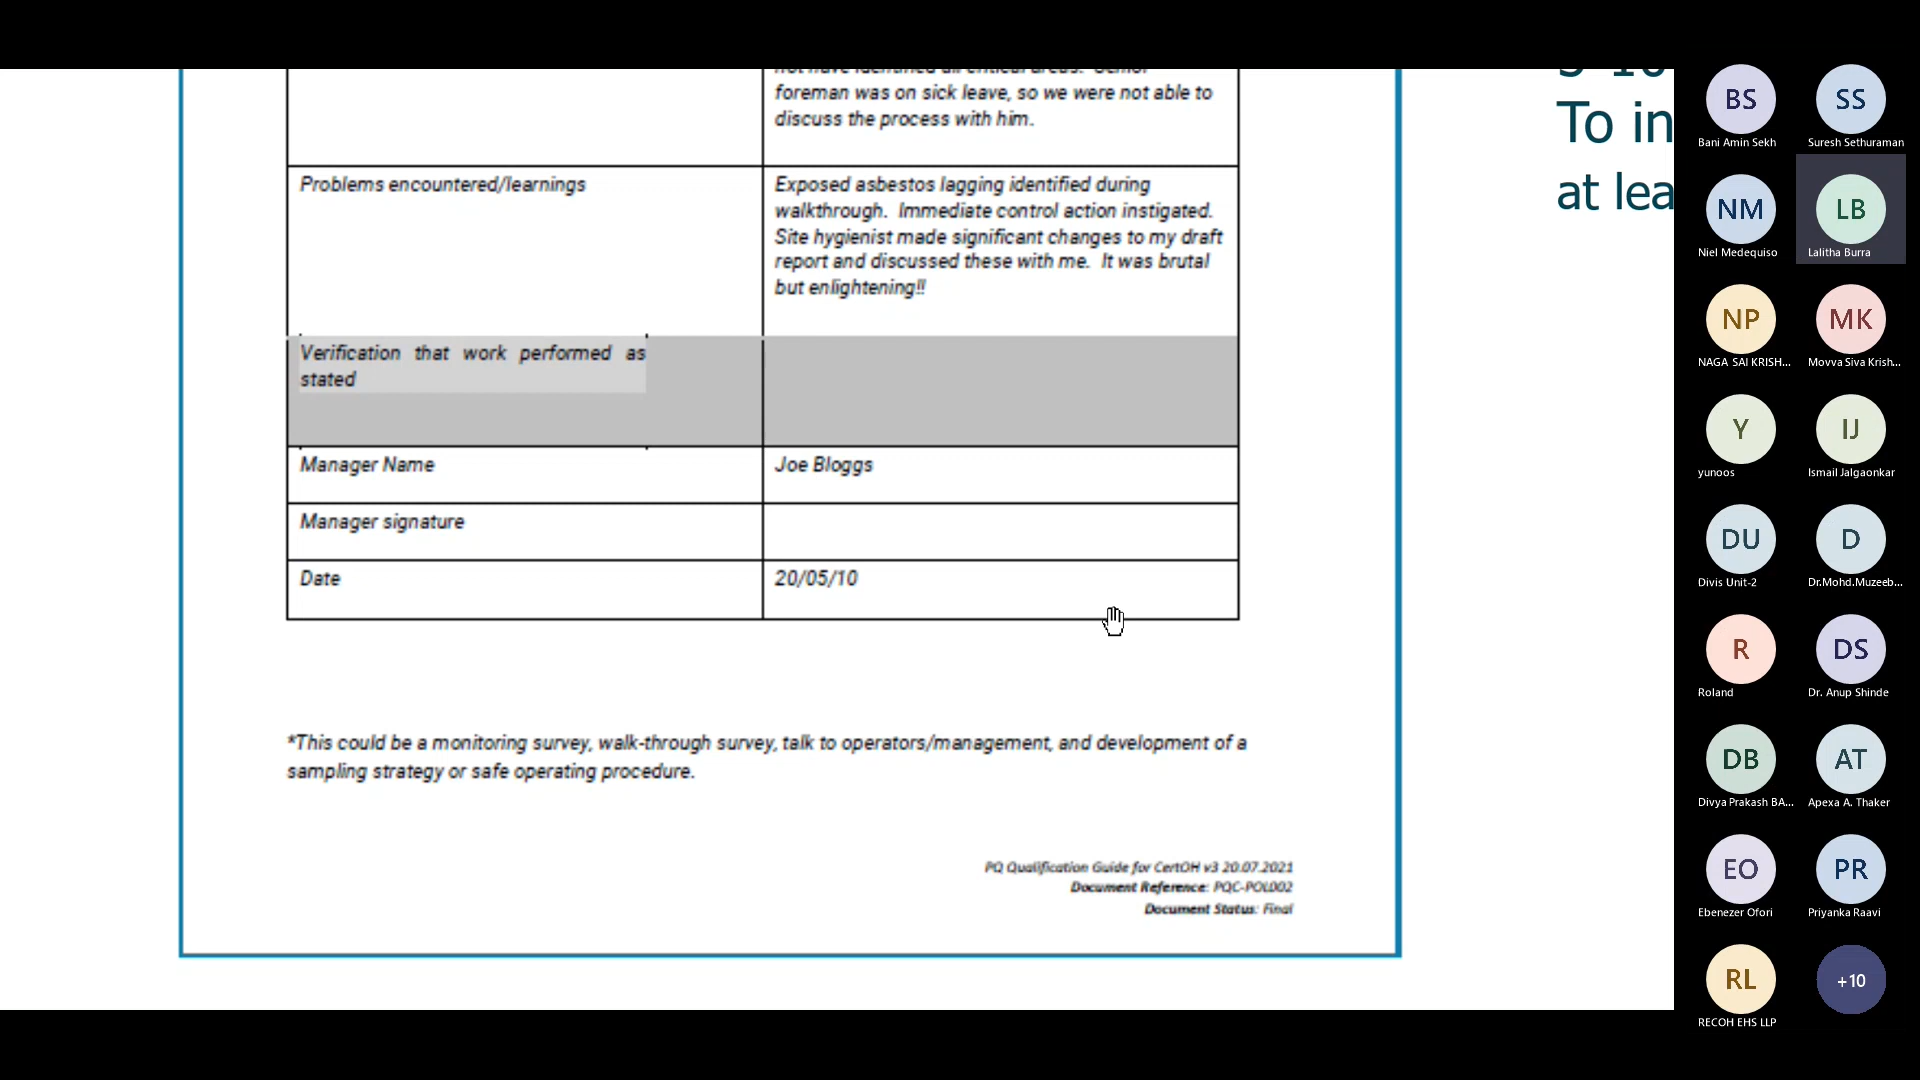 foreman was on sick leave, so we were not able to
discuss the process with him.
Problems encountered/learnings
Exposed asbestos lagging identified during
walkthrough. Immediate control action instigated.
Site hygienist made significant changes to my draft
report and discussed these with me. It was brutal
but enlightening!!
Verification that work performed as
stated
Manager Name
Joe Bloggs
Manager signature
Date
20/05/10
*This could be a monitoring survey, walk-through survey, talk to operators/management, and development of a
sampling strategy or safe operating procedure.
PQ Qualification Guide for CertOH v3 20.07.2021
Document Reference: PQC-POL002
Document Status: Final
To in
at lea
BS
SS
Bani Amin Sekh
Suresh Sethuraman
NM
LB
Niel Medequiso
Lalitha Burra
NP
MK
NAGA SAI KRISH...
Movva Siva Krish...
Y
IJ
yunoos
Ismail Jalgaonkar
DU
D
Divis Unit-2
Dr.Mohd.Muzeeb...
R
DS
Roland
Dr. Anup Shinde
DB
AT
Divya Prakash BA...
Apexa A. Thaker
EO
PR
Ebenezer Ofori
Priyanka Raavi
RL
+10
RECOH EHS LLP